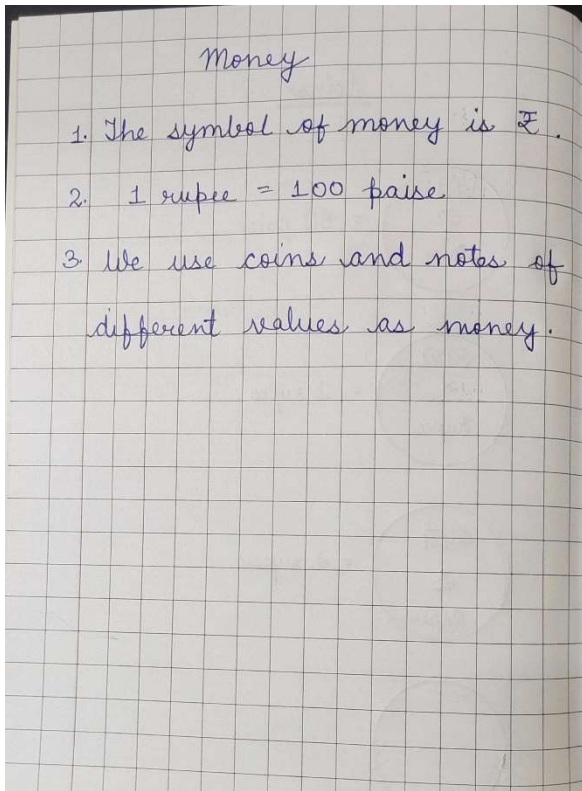 Money
1. The symbol of money is ₹.
2. 1 rupee = 100 paise
3. We use coins and notes of
different values as money.